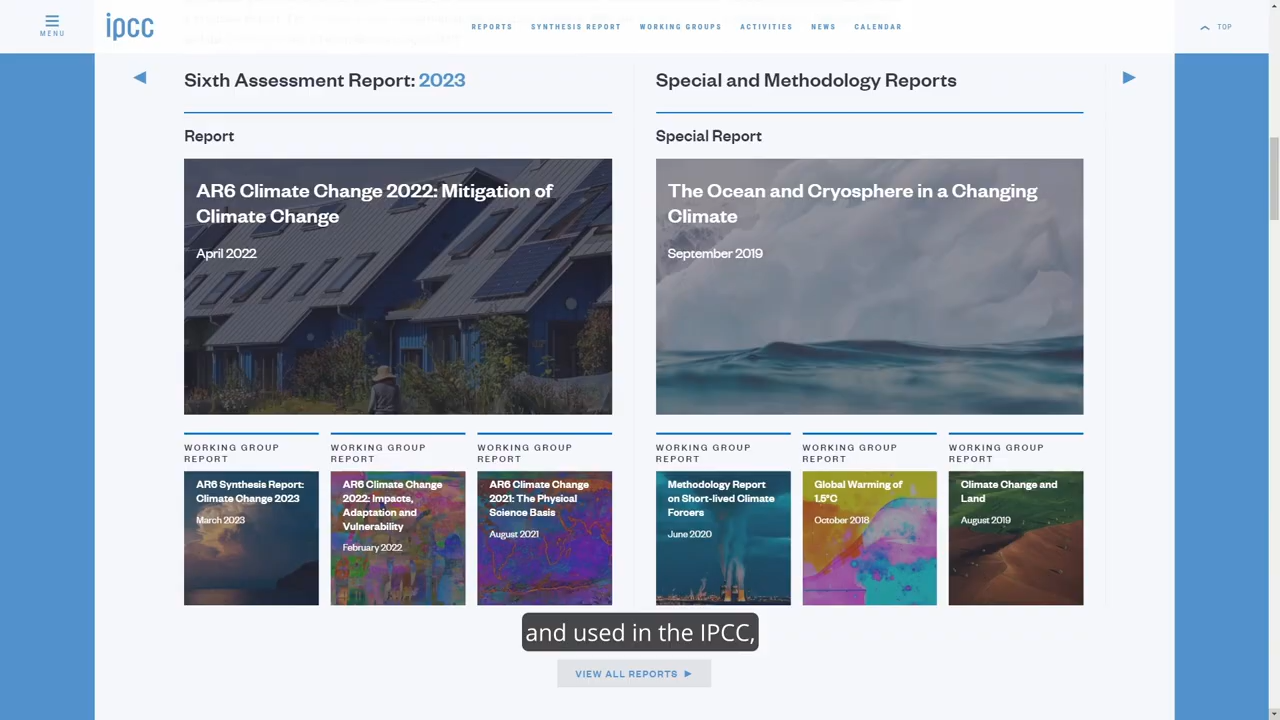 MENU
ipcc
REPORTS SYNTHESIS REPORT WORKING GROUPS ACTIVITIES NEWS CALENDAR
TOP
Sixth Assessment Report: 2023
Report
AR6 Climate Change 2022: Mitigation of
Climate Change
April 2022
WORKING GROUP
REPORT
AR6 Synthesis Report:
Climate Change 2023
March 2023
WORKING GROUP
REPORT
AR6 Climate Change
2022: Impacts,
Adaptation and
Vulnerability
February 2022
WORKING GROUP
REPORT
AR6 Climate Change
2021: The Physical
Science Basis
August 2021
Special and Methodology Reports
Special Report
The Ocean and Cryosphere in a Changing
Climate
September 2019
WORKING GROUP
REPORT
Methodology Report
on Short-lived Climate
Forcers
June 2020
WORKING GROUP
REPORT
Global Warming of
1.5°C
October 2018
WORKING GROUP
REPORT
Climate Change and
Land
August 2019
and used in the IPCC,
VIEW ALL REPORTS